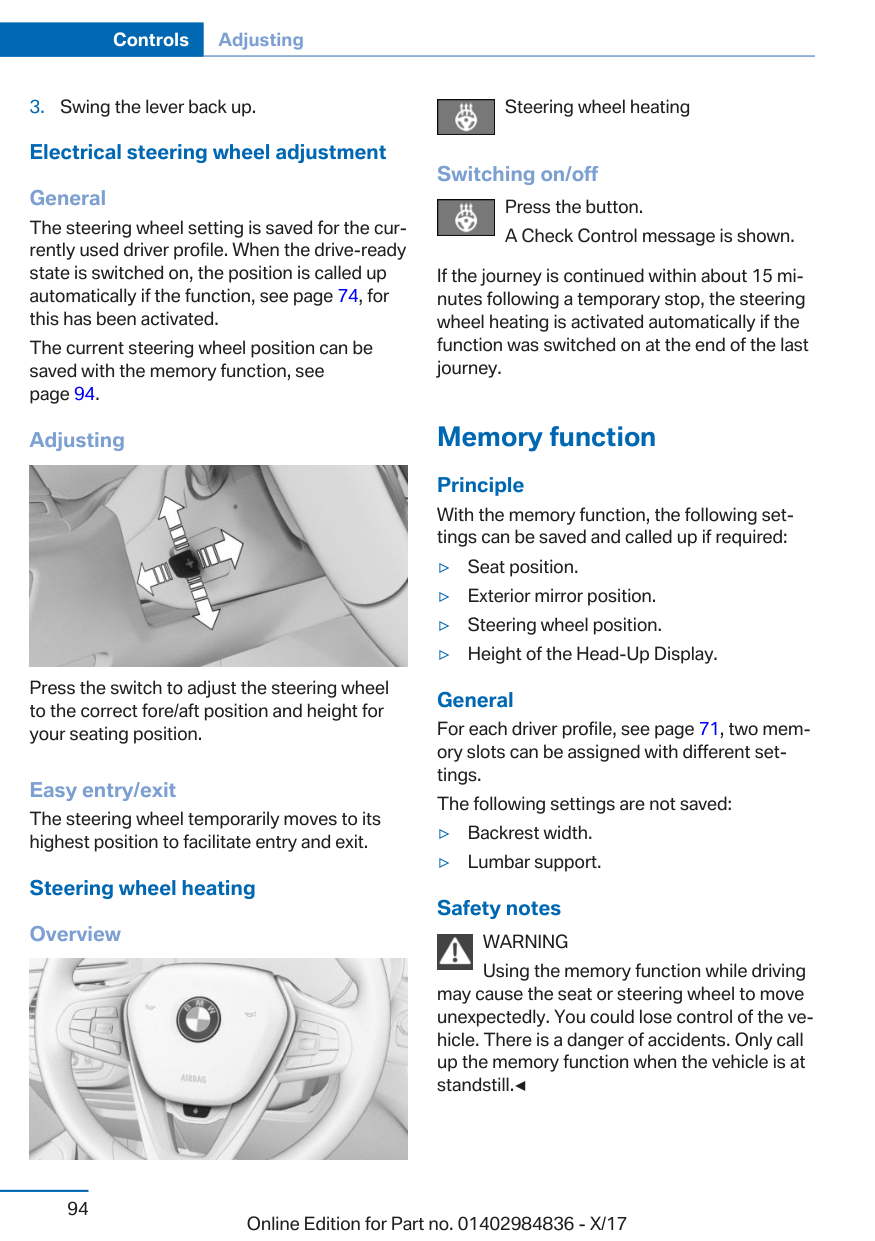 Controls Adjusting
3. Swing the lever back up.
Electrical steering wheel adjustment
General
The steering wheel setting is saved for the cur-
rently used driver profile. When the drive-ready
state is switched on, the position is called up
automatically if the function, see page 74, for
this has been activated.
The current steering wheel position can be
saved with the memory function, see
page 94.
Adjusting
Press the switch to adjust the steering wheel
to the correct fore/aft position and height for
your seating position.
Easy entry/exit
The steering wheel temporarily moves to its
highest position to facilitate entry and exit.
Steering wheel heating
Overview
BMW
AIRBAG
Steering wheel heating
Switching on/off
Press the button.
A Check Control message is shown.
If the journey is continued within about 15 mi-
nutes following a temporary stop, the steering
wheel heating is activated automatically if the
function was switched on at the end of the last
journey.
Memory function
Principle
With the memory function, the following set-
tings can be saved and called up if required:
▷ Seat position.
▷ Exterior mirror position.
▷ Steering wheel position.
▷ Height of the Head-Up Display.
General
For each driver profile, see page 71, two mem-
ory slots can be assigned with different set-
tings.
The following settings are not saved:
▷ Backrest width.
▷ Lumbar support.
Safety notes
WARNING
Using the memory function while driving
may cause the seat or steering wheel to move
unexpectedly. You could lose control of the ve-
hicle. There is a danger of accidents. Only call
up the memory function when the vehicle is at
standstill.◄
94
Online Edition for Part no. 01402984836 - X/17